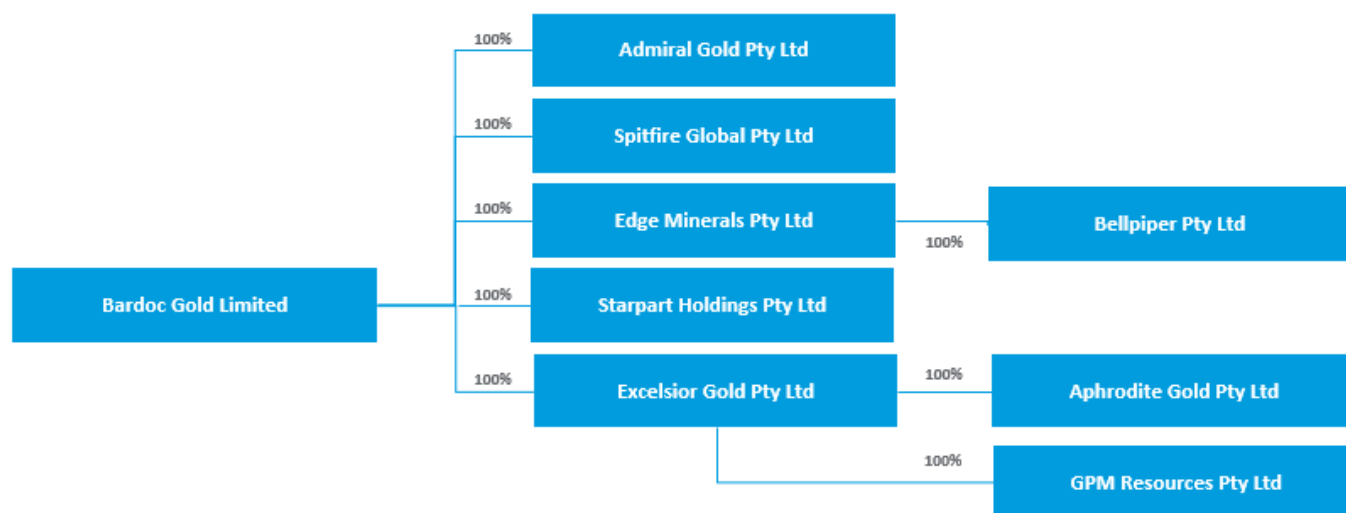 100%
Admiral Gold Pty Ltd
100%
Spitfire Global Pty Ltd
100%
Edge Minerals Pty Ltd
100%
Bellpiper Pty Ltd
Bardoc Gold Limited
100%
Starpart Holdings Pty Ltd
100%
Excelsior Gold Pty Ltd
100%
Aphrodite Gold Pty Ltd
100%
GPM Resources Pty Ltd